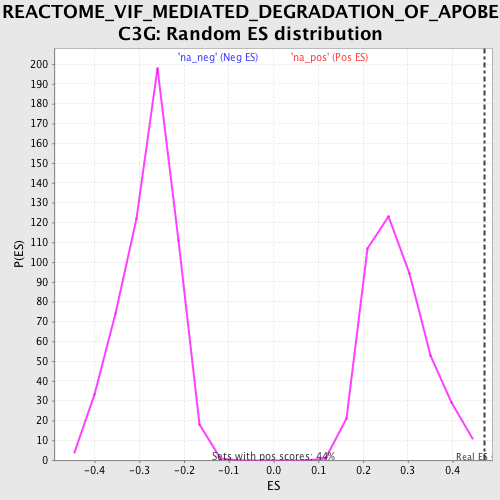 REACTOME_VIF_MEDIATED_DEGRADATION_OF_APOBE
C3G: Random ES distribution
'na_neg' (Neg ES) 'na_pos' (Pos ES)
200
190
180
170
160
150
140
130
120
110
100
90
80
70
60
50
40
30
20
10
0
P(ES)
Sets with pos scores: 44%
Real ES
-0.4 -0.3 -0.2 -0.1 0.0 0.1 0.2 0.3 0.4
ES